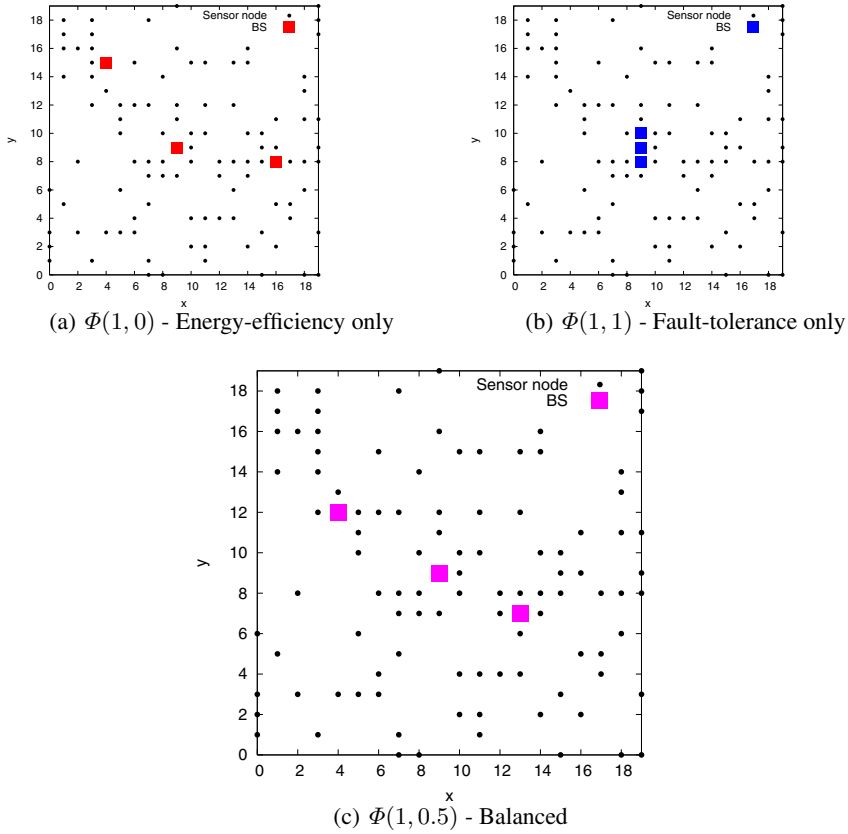 18
16
14
12
10
8
6
4
2
0
y
Sensor node
BS
0 2 4 6 8 10 12 14 16 18
x
(a) Φ(1, 0) - Energy-efficiency only
18
16
14
12
10
8
6
4
2
0
y
Sensor node
BS
0 2 4 6 8 10 12 14 16 18
x
(b) Φ(1, 1) - Fault-tolerance only
18
16
14
12
10
8
6
4
2
0
y
Sensor node
BS
0 2 4 6 8 10 12 14 16 18
x
(c) Φ(1, 0.5) - Balanced